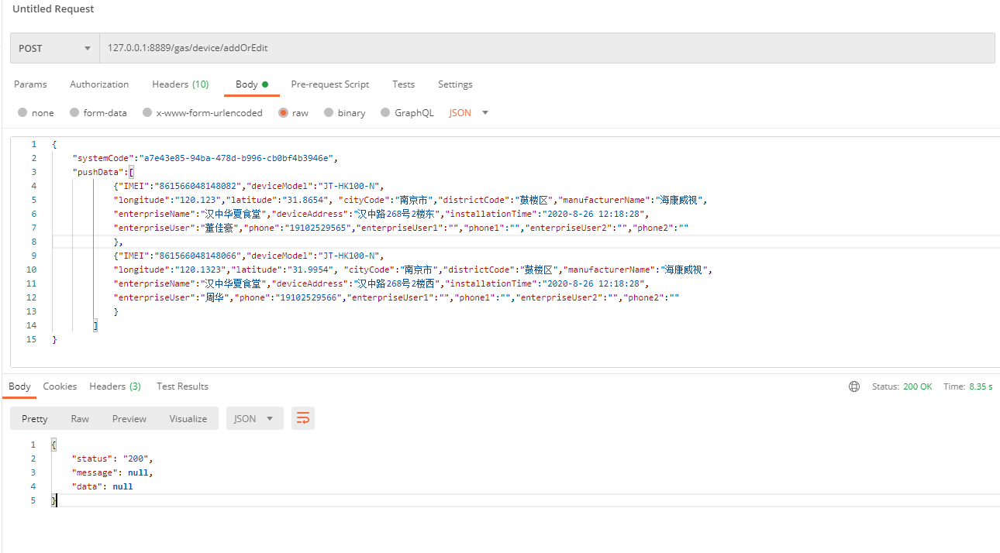 Untitled Request
POST 127.0.0.1:8889/gas/device/addOrEdit
Params Authorization Headers (10) Body Pre-request Script Tests Settings
none form-data x-www-form-urlencoded raw binary GraphQL JSON
1 {
2 "systemCode":"a7e43e85-94ba-478d-b996-cb0bf4b3946e",
3 "pushData":[
4 {"IMEI":"861566048148082","deviceModel":"JT-HK100-N",
5 "longitude":"120.123","latitude":"31.8654", "cityCode":"南京市","districtCode":"鼓楼区","manufacturerName":"海康威视",
6 "enterpriseName":"汉中华夏食堂","deviceAddress":"汉中路268号2楼东","installationTime":"2020-8-26 12:18:28",
7 "enterpriseUser":"董佳豪","phone":"19102529565","enterpriseUser1":"","phone1":"","enterpriseUser2":"","phone2":""
8 },
9 {"IMEI":"861566048148066","deviceModel":"JT-HK100-N",
10 "longitude":"120.1323","latitude":"31.9954", "cityCode":"南京市","districtCode":"鼓楼区","manufacturerName":"海康威视",
11 "enterpriseName":"汉中华夏食堂","deviceAddress":"汉中路268号2楼西","installationTime":"2020-8-26 12:18:28",
12 "enterpriseUser":"周华","phone":"19102529566","enterpriseUser1":"","phone1":"","enterpriseUser2":"","phone2":""
13 }
14 ]
15 }
Body Cookies Headers (3) Test Results Status: 200 OK Time: 8.35 s
Pretty Raw Preview Visualize JSON
1 {
2 "status": "200",
3 "message": null,
4 "data": null
5 }